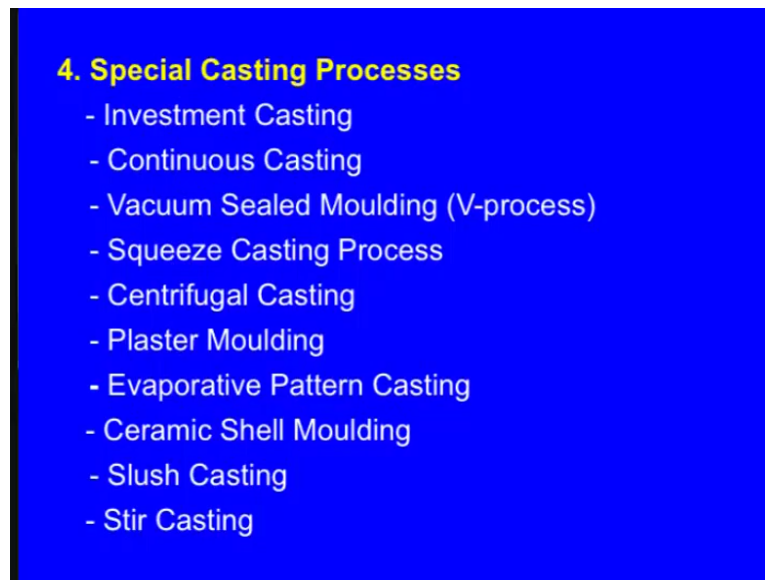 4. Special Casting Processes
- Investment Casting
- Continuous Casting
- Vacuum Sealed Moulding (V-process)
- Squeeze Casting Process
- Centrifugal Casting
- Plaster Moulding
- Evaporative Pattern Casting
- Ceramic Shell Moulding
- Slush Casting
- Stir Casting